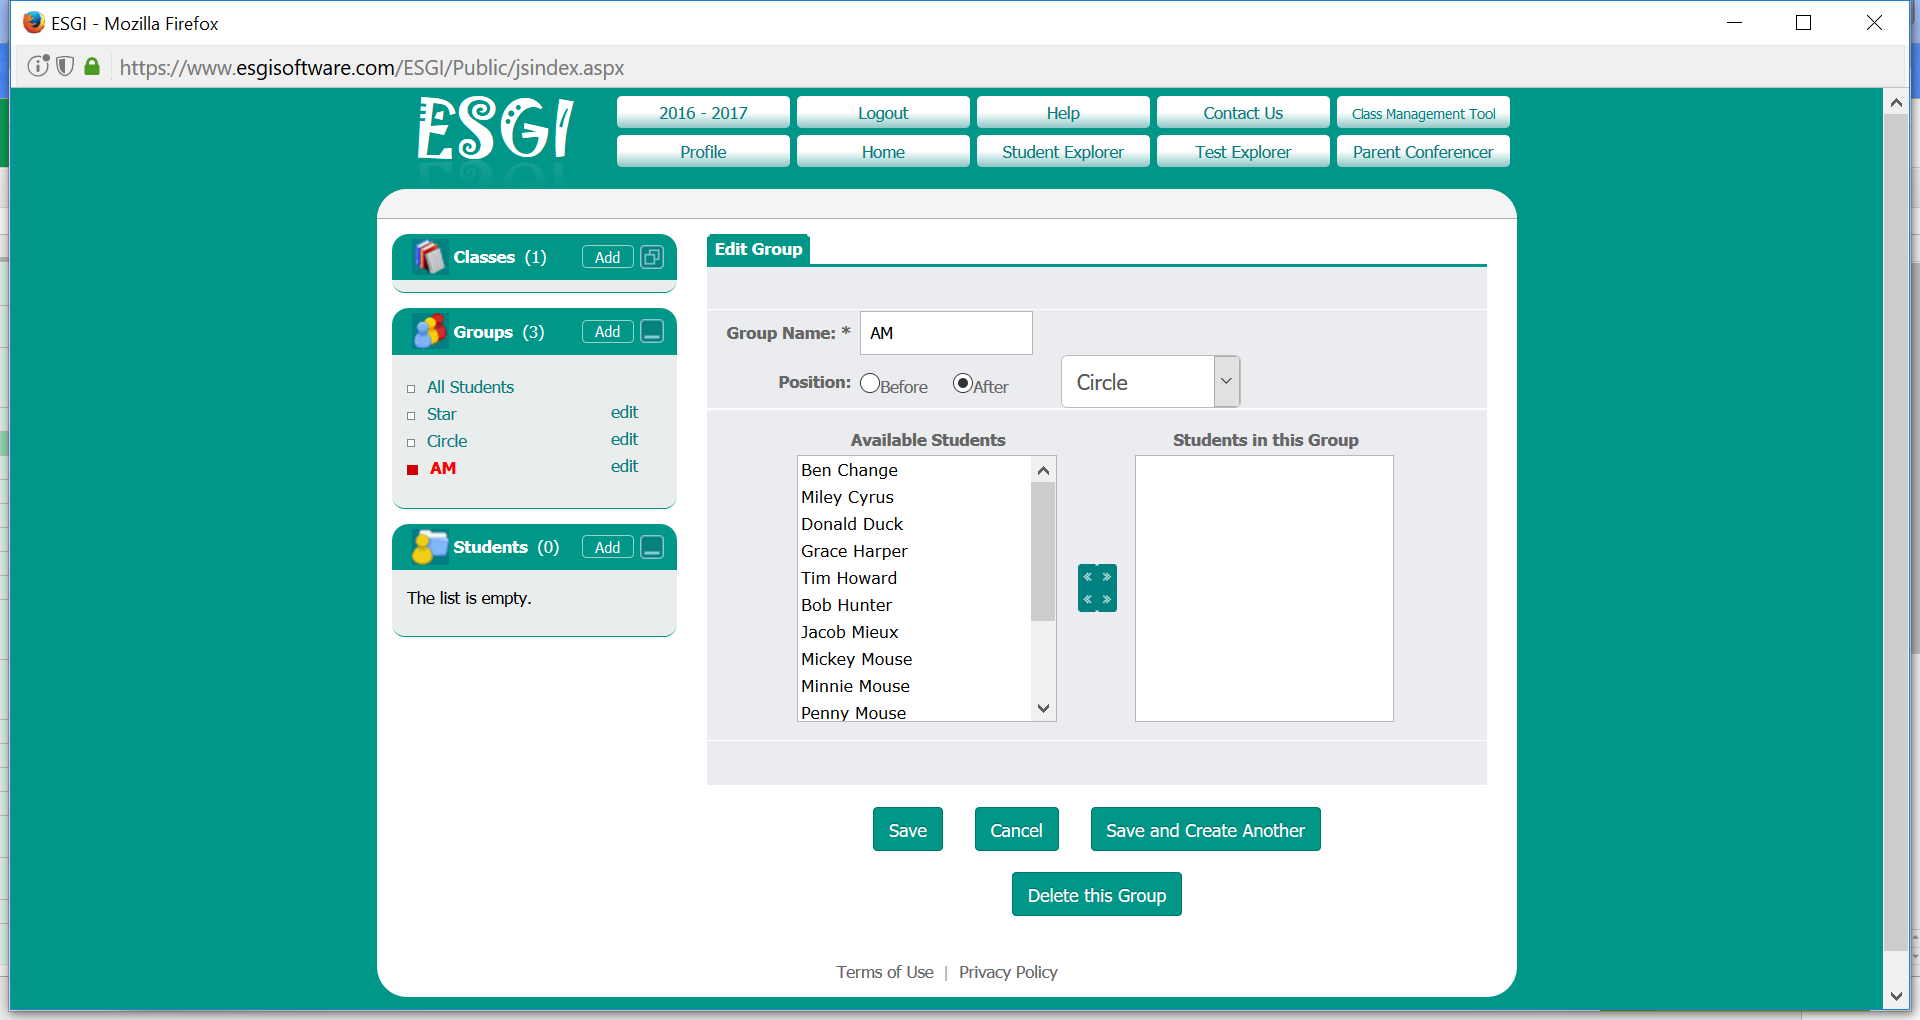 ESGI - Mozilla Firefox
https://www.esgisoftware.com/ESGI/Public/jsindex.aspx
ESGI
2016 - 2017 Logout Help Contact Us Class Management Tool
Profile Home Student Explorer Test Explorer Parent Conferencer
Classes (1) Add
Groups (3) Add
All Students
Star edit
Circle edit
AM edit
Students (0) Add
The list is empty.
Edit Group
Group Name: * AM
Position: Before After Circle
Available Students
Ben Change
Miley Cyrus
Donald Duck
Grace Harper
Tim Howard
Bob Hunter
Jacob Mieux
Mickey Mouse
Minnie Mouse
Penny Mouse
Students in this Group
Save Cancel Save and Create Another
Delete this Group
Terms of Use | Privacy Policy